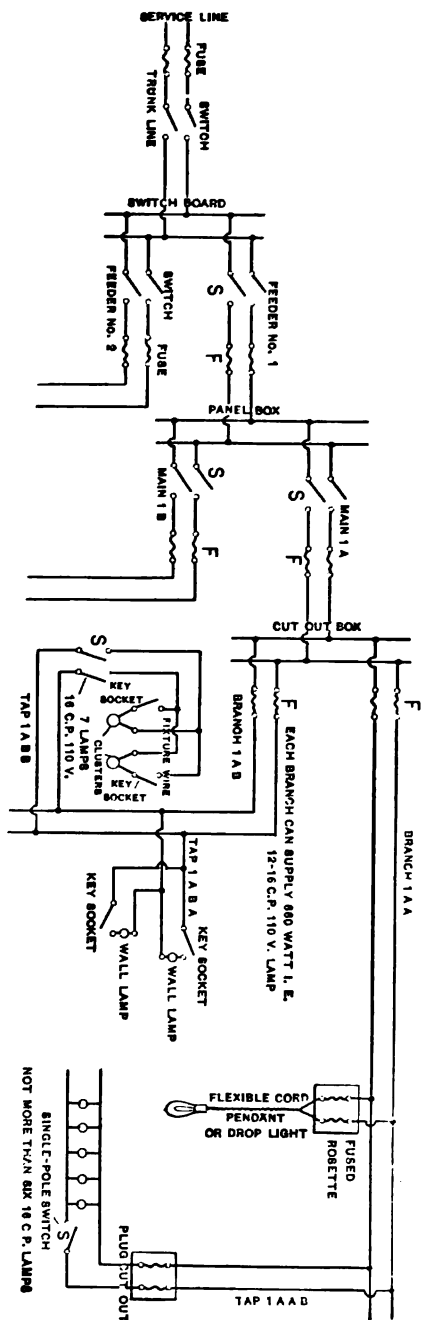 SERVICE LINE
FUSE
SWITCH
TRUNK LINE
SWITCH BOARD
FEEDER No. 1
S
F
SWITCH
FUSE
FEEDER No. 2
PANEL BOX
MAIN 1 A
S
F
S
F
MAIN 1 B
CUT OUT BOX
F
BRANCH 1 A A
F
BRANCH 1 A B
EACH BRANCH CAN SUPPLY 660 WATT I. E.
12-16 C.P. 110 V. LAMP
S
KEY
SOCKET
FIXTURE WIRE
CLUSTERS
KEY/
SOCKET
7 LAMPS
16 C.P. 110 V.
TAP 1 A B B
TAP 1 A B A
KEY SOCKET
WALL LAMP
WALL LAMP
KEY SOCKET
FUSED
ROSETTE
FLEXIBLE CORD
PENDANT
OR DROP LIGHT
TAP 1 A A B
PLUG CUT OUT
S
SINGLE-POLE SWITCH
NOT MORE THAN SIX 16 C P. LAMPS